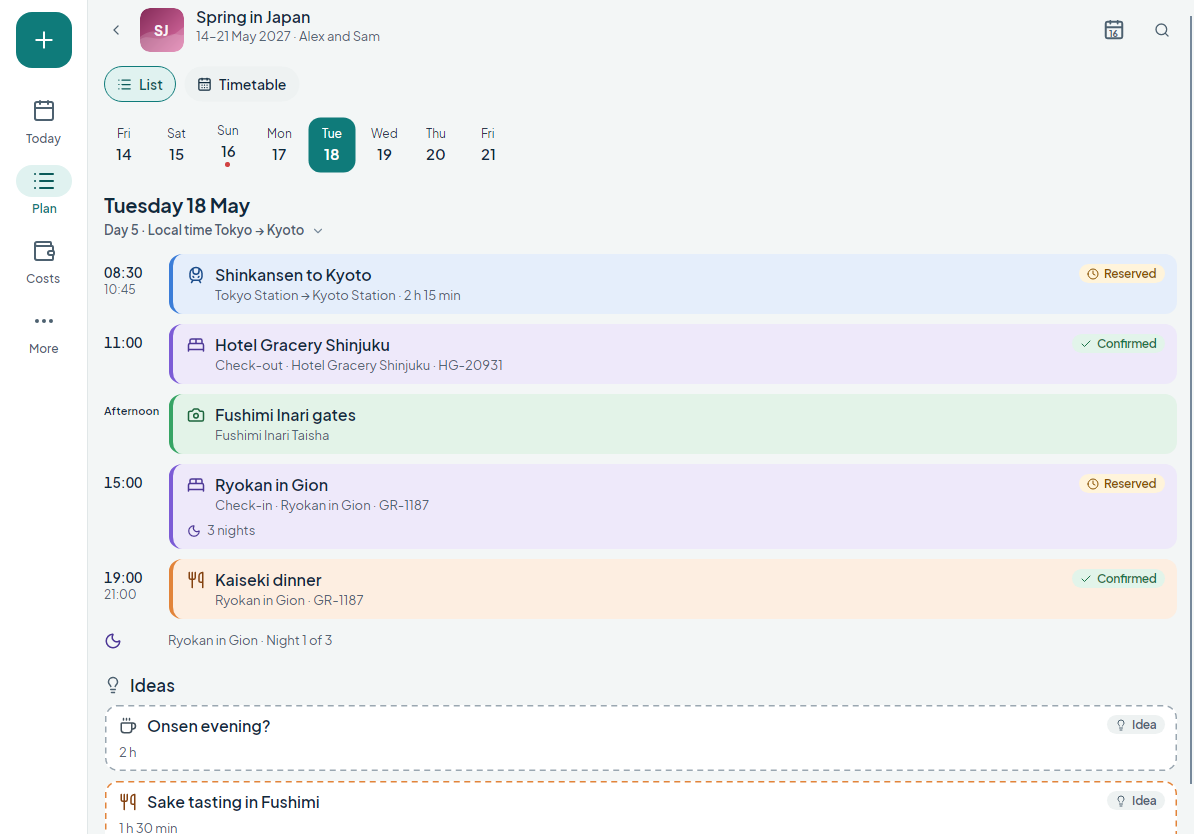 SJ
Spring in Japan
14–21 May 2027 · Alex and Sam
16
List
Timetable
Today
Plan
Costs
More
Fri Sat Sun Mon Tue Wed Thu Fri
14 15 16 17 18 19 20 21
Tuesday 18 May
Day 5 · Local time Tokyo → Kyoto
08:30
10:45
Shinkansen to Kyoto
Tokyo Station → Kyoto Station · 2 h 15 min
Reserved
11:00
Hotel Gracery Shinjuku
Check-out · Hotel Gracery Shinjuku · HG-20931
Confirmed
Afternoon
Fushimi Inari gates
Fushimi Inari Taisha
15:00
Ryokan in Gion
Check-in · Ryokan in Gion · GR-1187
3 nights
Reserved
19:00
21:00
Kaiseki dinner
Ryokan in Gion · GR-1187
Confirmed
Ryokan in Gion · Night 1 of 3
Ideas
Onsen evening?
2 h
Idea
Sake tasting in Fushimi
1 h 30 min
Idea